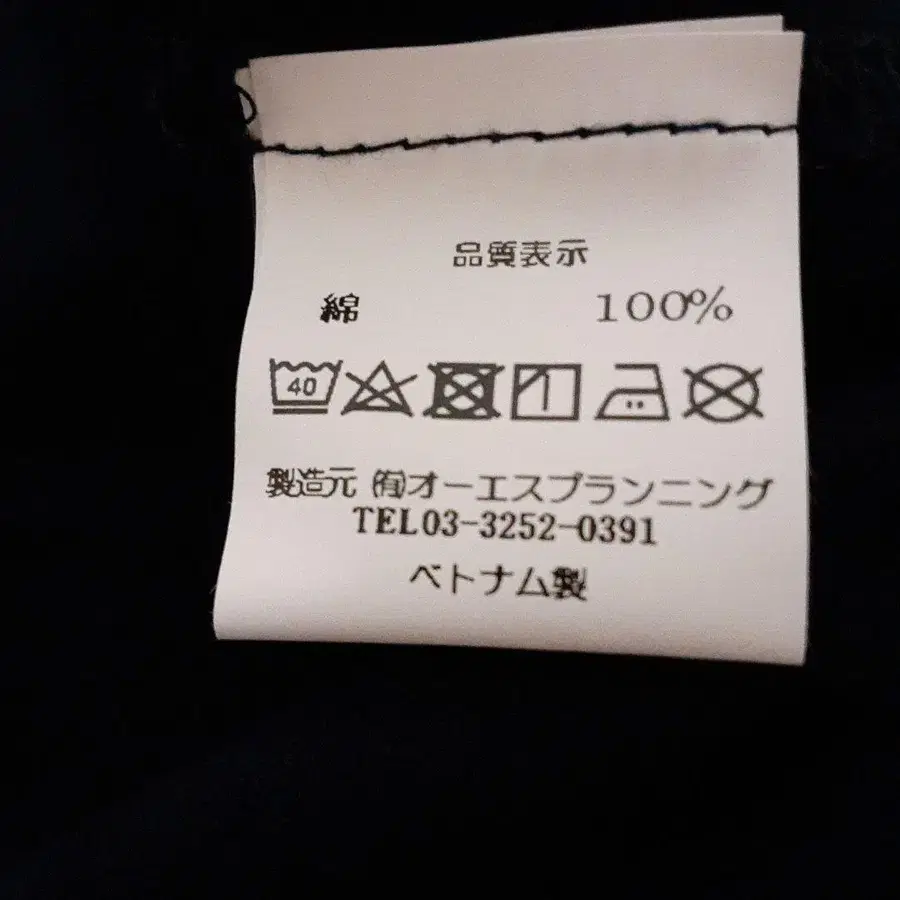 品質表示
綿 100%
40
製造元 ㈲オーエスプランニング
TEL03-3252-0391
ベトナム製